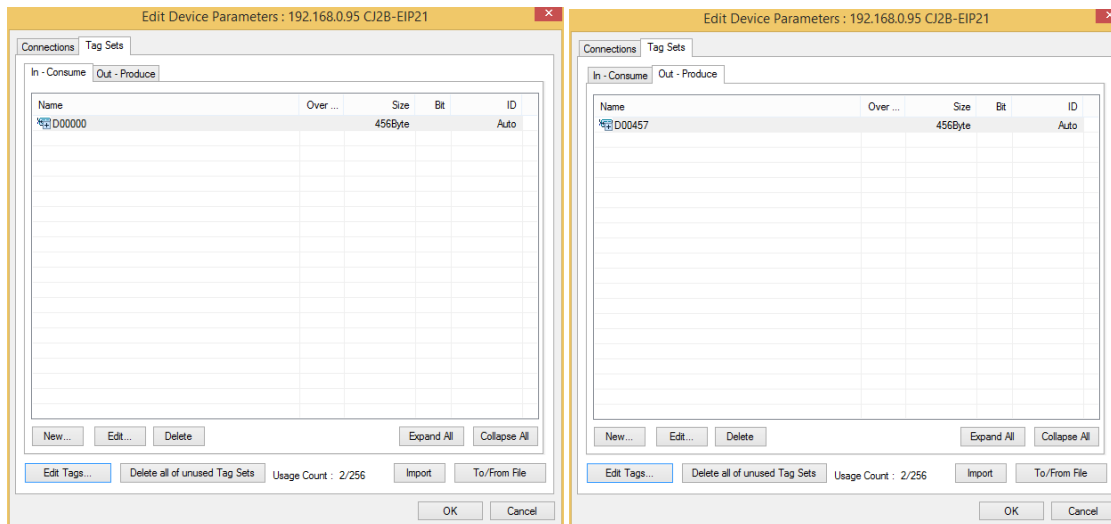 Edit Device Parameters : 192.168.0.95 CJ2B-EIP21
Connections Tag Sets
In - Consume Out - Produce
Name Over ... Size Bit ID
D00000 456Byte Auto
New... Edit... Delete Expand All Collapse All
Edit Tags... Delete all of unused Tag Sets Usage Count : 2/256 Import To/From File
OK Cancel
Edit Device Parameters : 192.168.0.95 CJ2B-EIP21
Connections Tag Sets
In - Consume Out - Produce
Name Over ... Size Bit ID
D00457 456Byte Auto
New... Edit... Delete Expand All Collapse All
Edit Tags... Delete all of unused Tag Sets Usage Count : 2/256 Import To/From File
OK Cancel